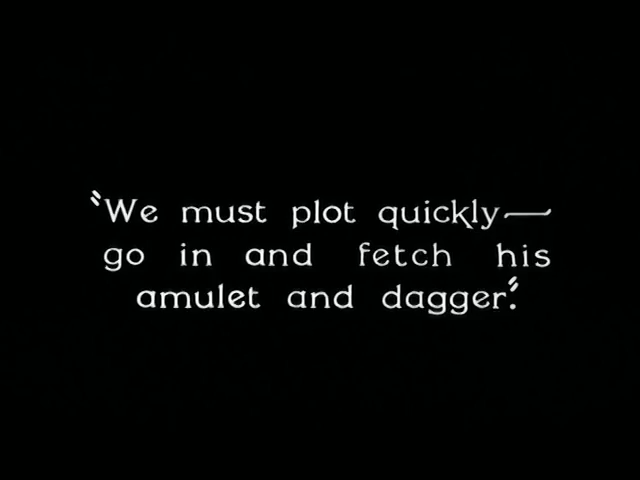 "We must plot quickly—
go in and fetch his
amulet and dagger."